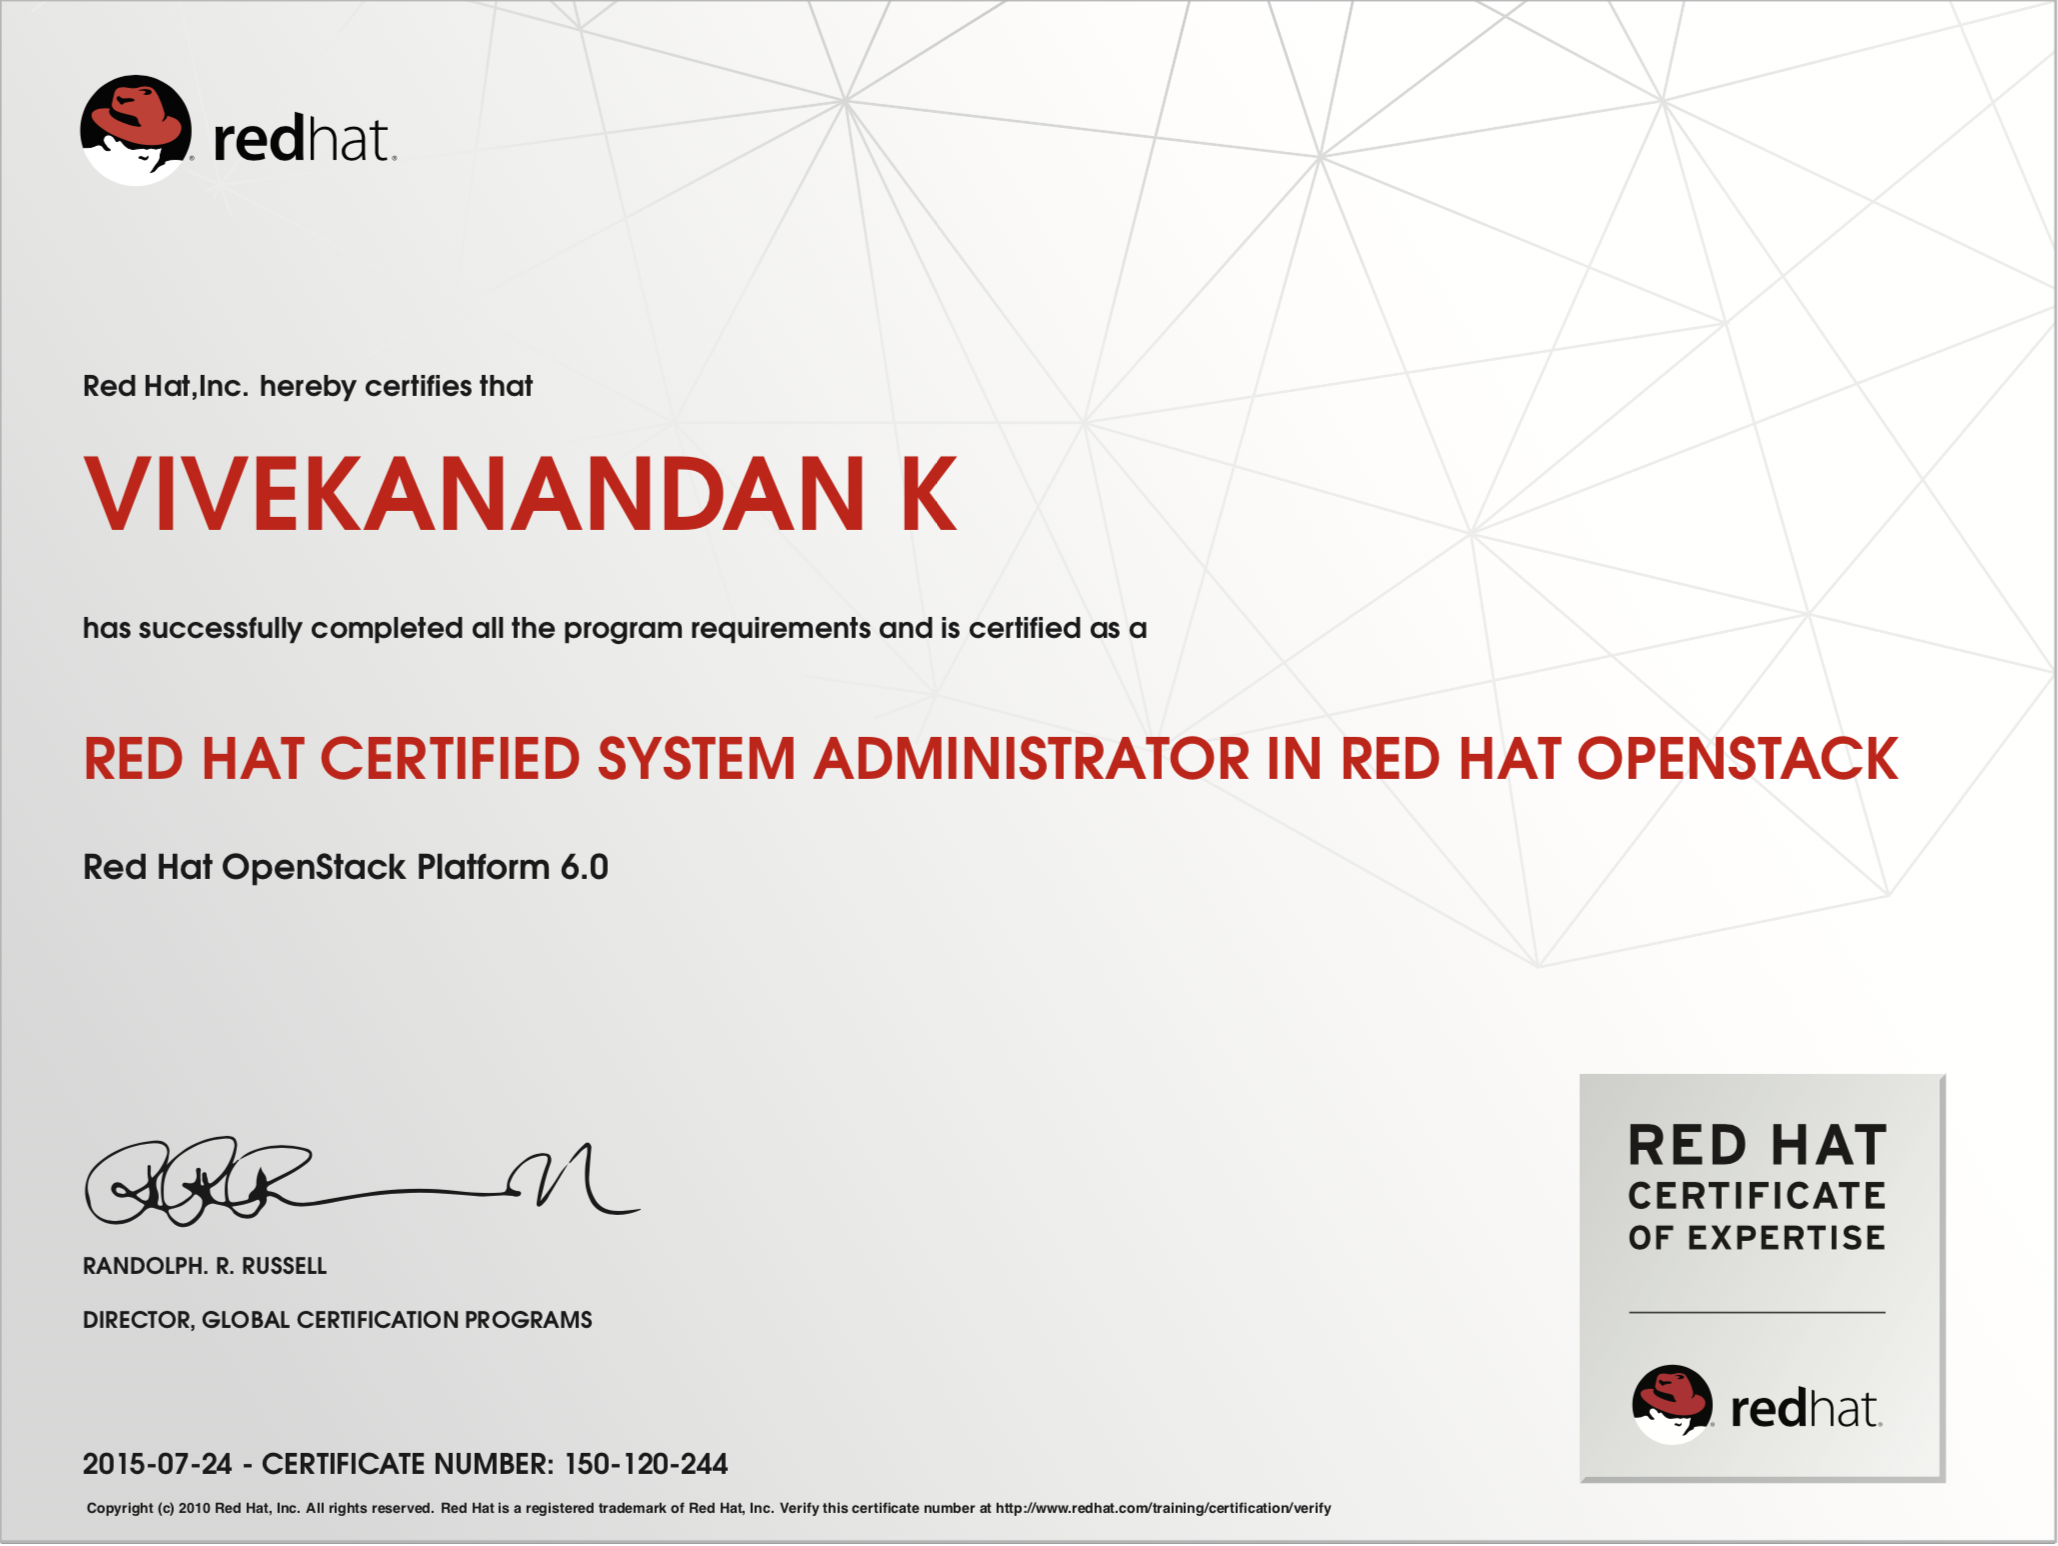 redhat.
Red Hat,Inc. hereby certifies that
VIVEKANANDAN K
has successfully completed all the program requirements and is certified as a
RED HAT CERTIFIED SYSTEM ADMINISTRATOR IN RED HAT OPENSTACK
Red Hat OpenStack Platform 6.0
RANDOLPH. R. RUSSELL
DIRECTOR, GLOBAL CERTIFICATION PROGRAMS
RED HAT
CERTIFICATE
OF EXPERTISE
redhat.
2015-07-24 - CERTIFICATE NUMBER: 150-120-244
Copyright (c) 2010 Red Hat, Inc. All rights reserved. Red Hat is a registered trademark of Red Hat, Inc. Verify this certificate number at http://www.redhat.com/training/certification/verify